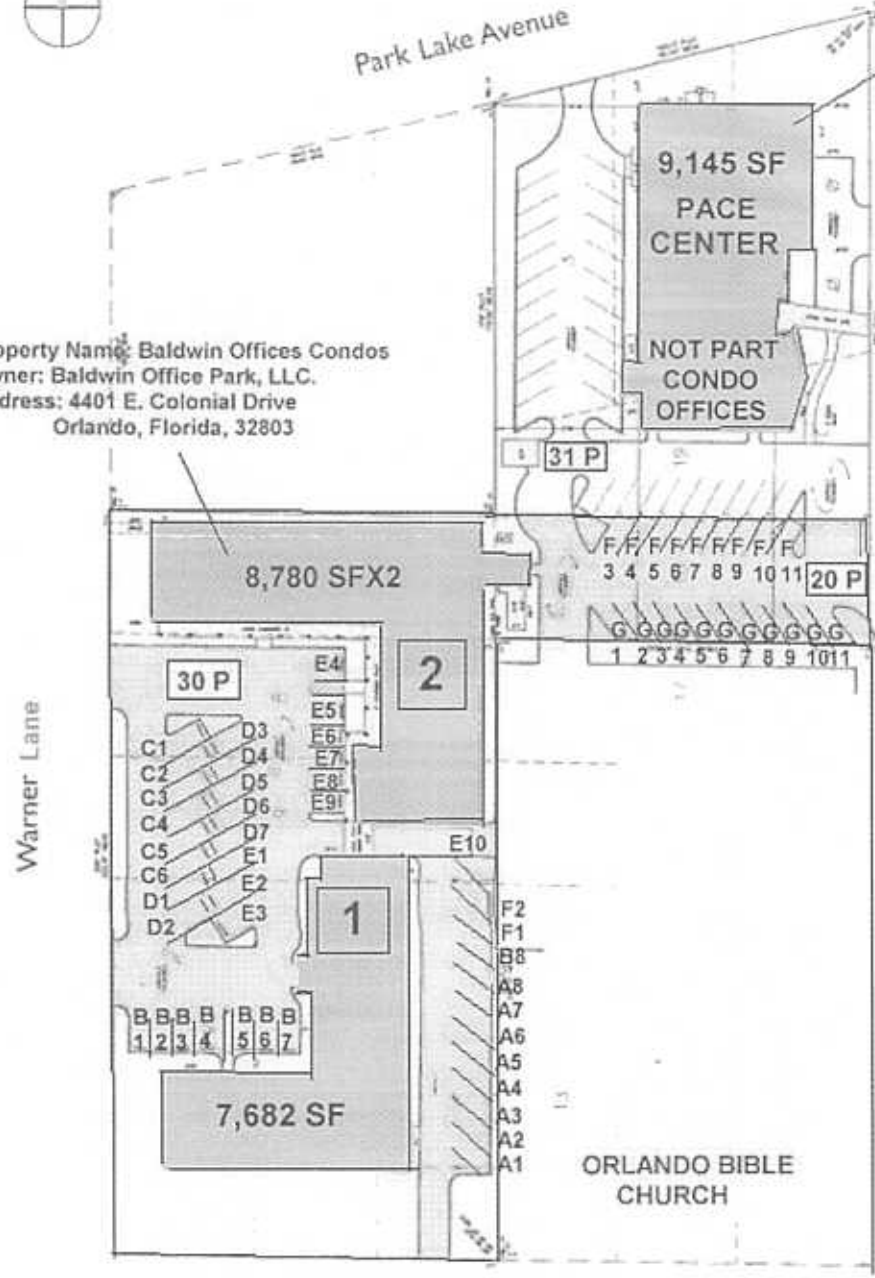 Park Lake Avenue
9,145 SF
PACE
CENTER
NOT PART
CONDO
OFFICES
operty Name: Baldwin Offices Condos
wner: Baldwin Office Park, LLC.
dress: 4401 E. Colonial Drive
Orlando, Florida, 32803
31 P
8,780 SFX2
F F F F F F F F F
3 4 5 6 7 8 9 10 11
20 P
G G G G G G G G G G G
1 2 3 4 5 6 7 8 9 10 11
30 P
2
E4
E5
E6
E7
E8
E9
E10
Warner Lane
C1
C2
C3
C4
C5
C6
D1
D2
D3
D4
D5
D6
D7
E1
E2
E3
1
F2
F1
B8
A8
A7
A6
A5
A4
A3
A2
A1
B B B B B B B
1 2 3 4 5 6 7
7,682 SF
ORLANDO BIBLE
CHURCH